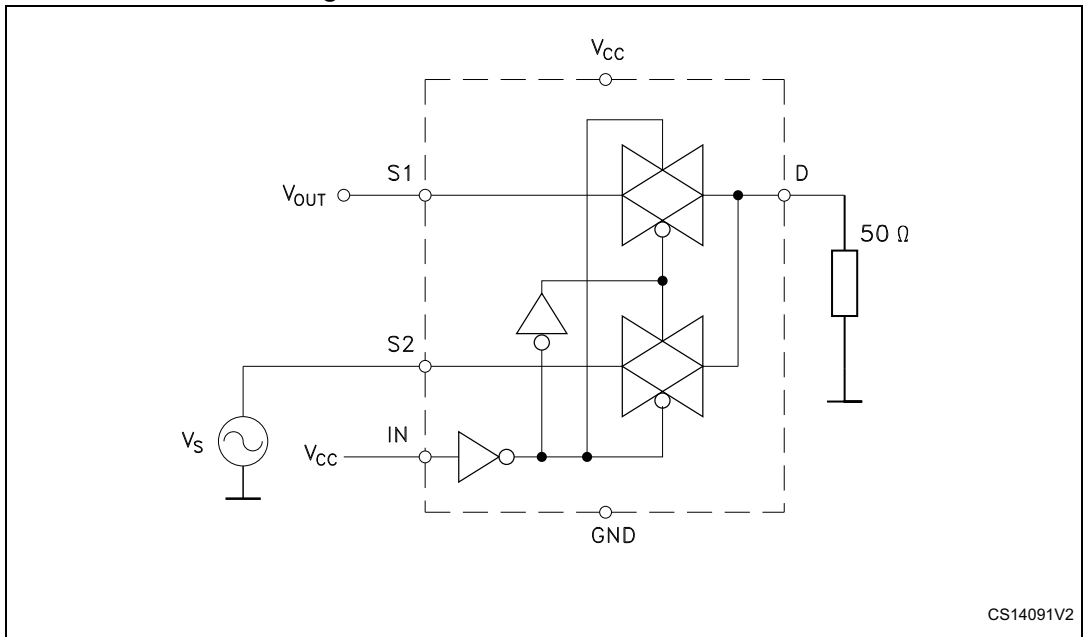 V_CC
S1
D
V_OUT
50 Ω
S2
IN
V_S
V_CC
GND
CS14091V2